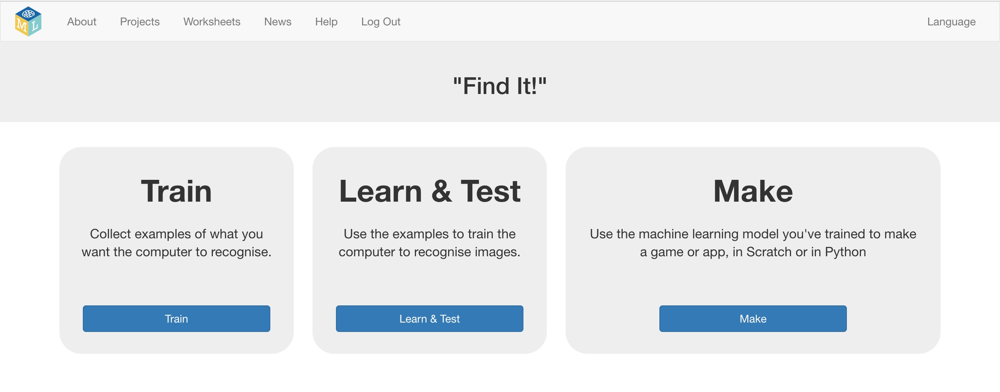 M L
About Projects Worksheets News Help Log Out Language
"Find It!"
Train
Collect examples of what you
want the computer to recognise.
Train
Learn & Test
Use the examples to train the
computer to recognise images.
Learn & Test
Make
Use the machine learning model you've trained to make
a game or app, in Scratch or in Python
Make